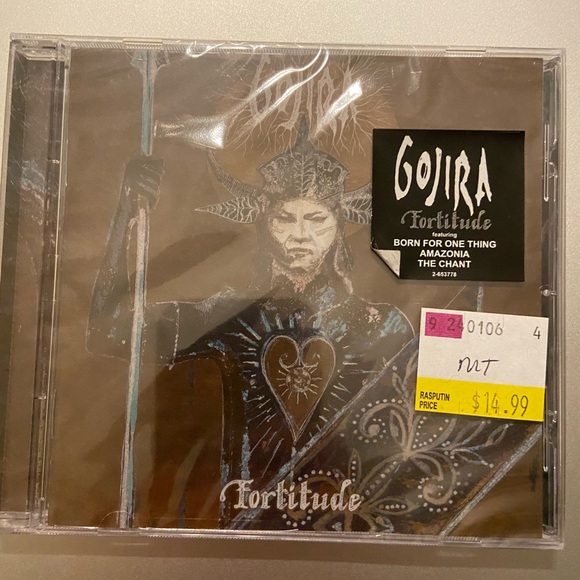 GOJIRA
GOJIRA
Fortitude
featuring
BORN FOR ONE THING
AMAZONIA
THE CHANT
2-653778
9 240106 4
MT
RASPUTIN
PRICE
$14.99
Fortitude